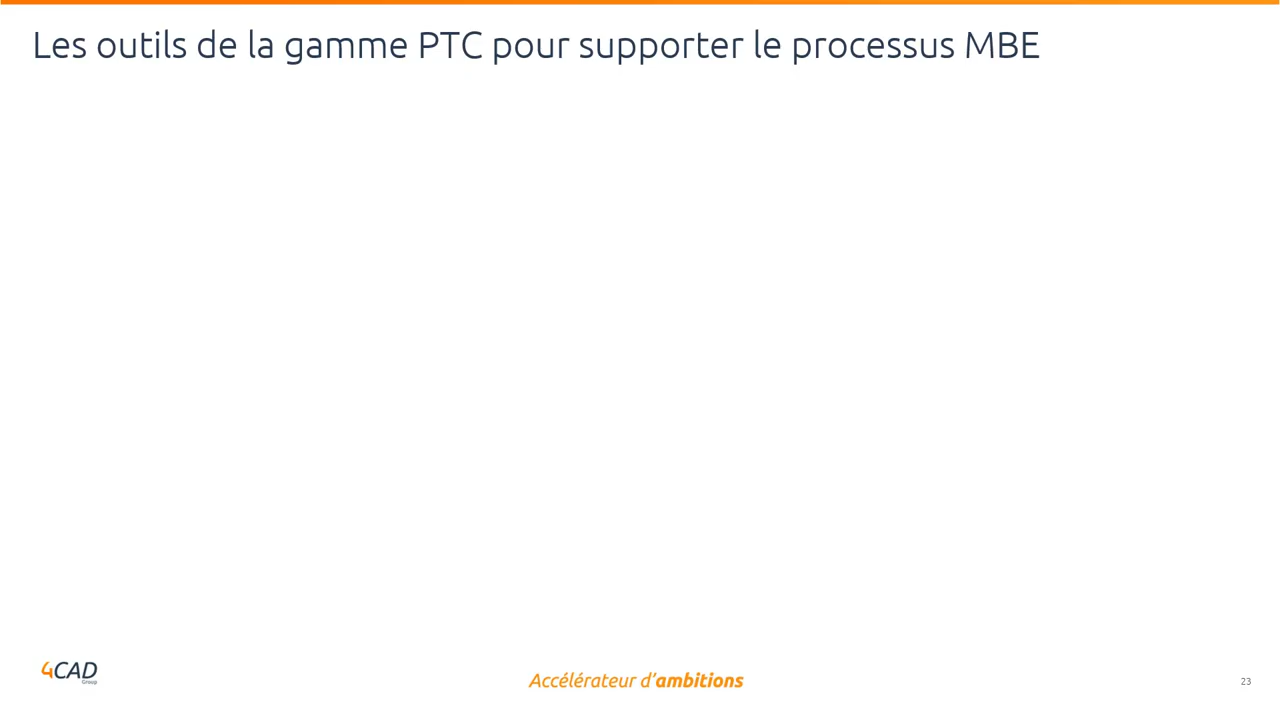 Les outils de la gamme PTC pour supporter le processus MBE
4CAD
Group
Accélérateur d'ambitions
23